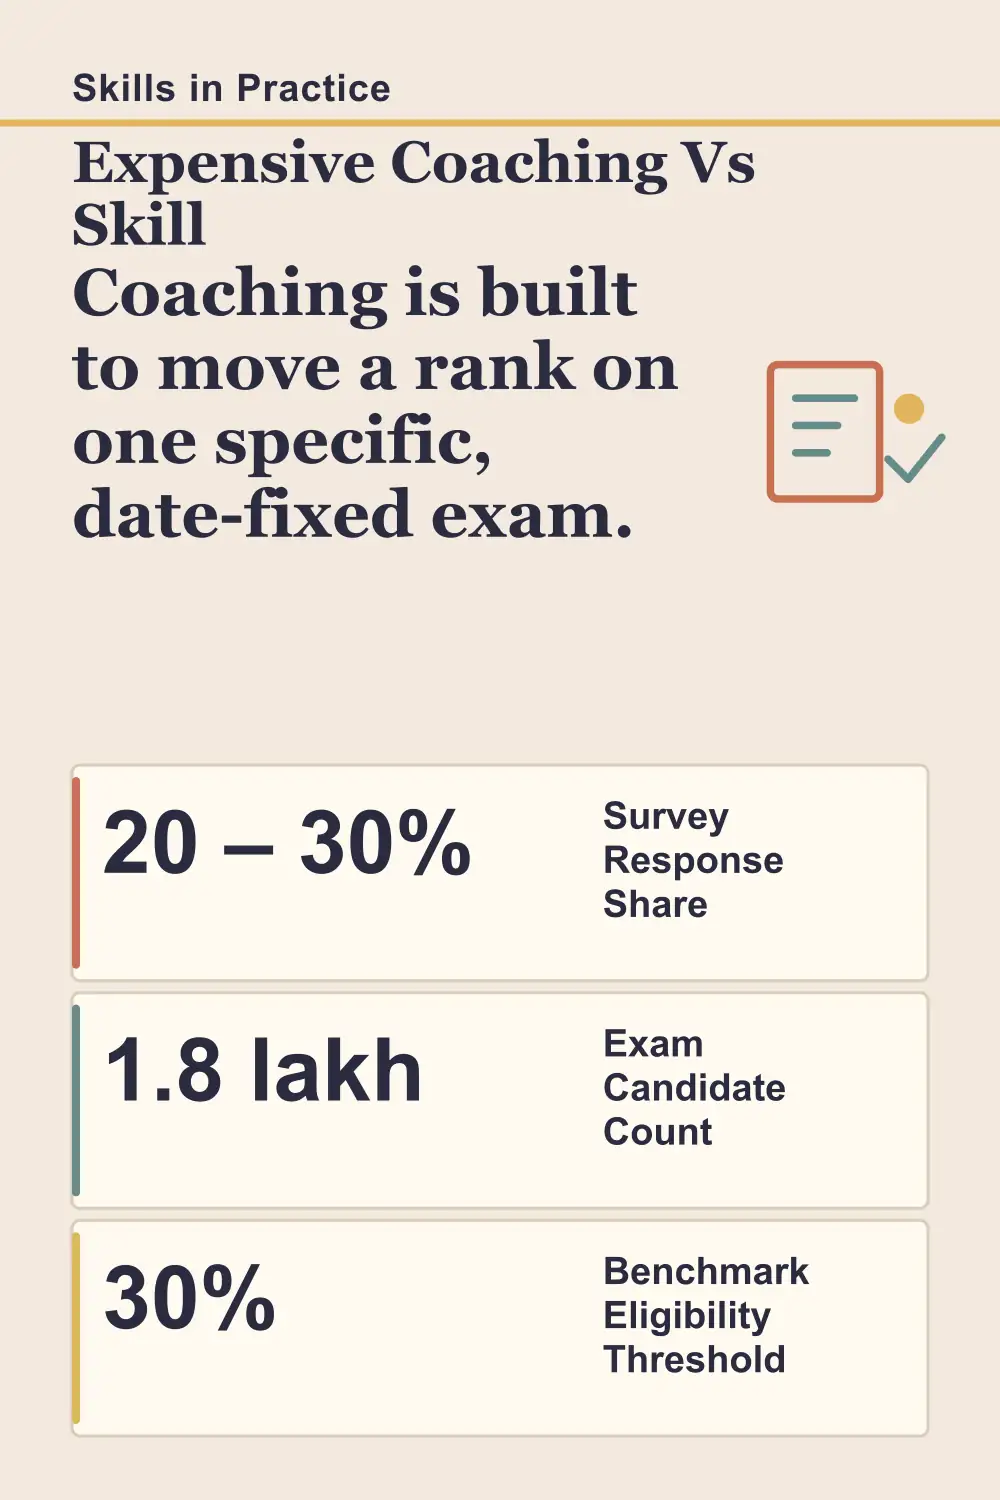 Skills in Practice
Expensive Coaching Vs
Skill
Coaching is built
to move a rank on
one specific,
date-fixed exam.
20 – 30%
Survey
Response
Share
1.8 lakh
Exam
Candidate
Count
30%
Benchmark
Eligibility
Threshold